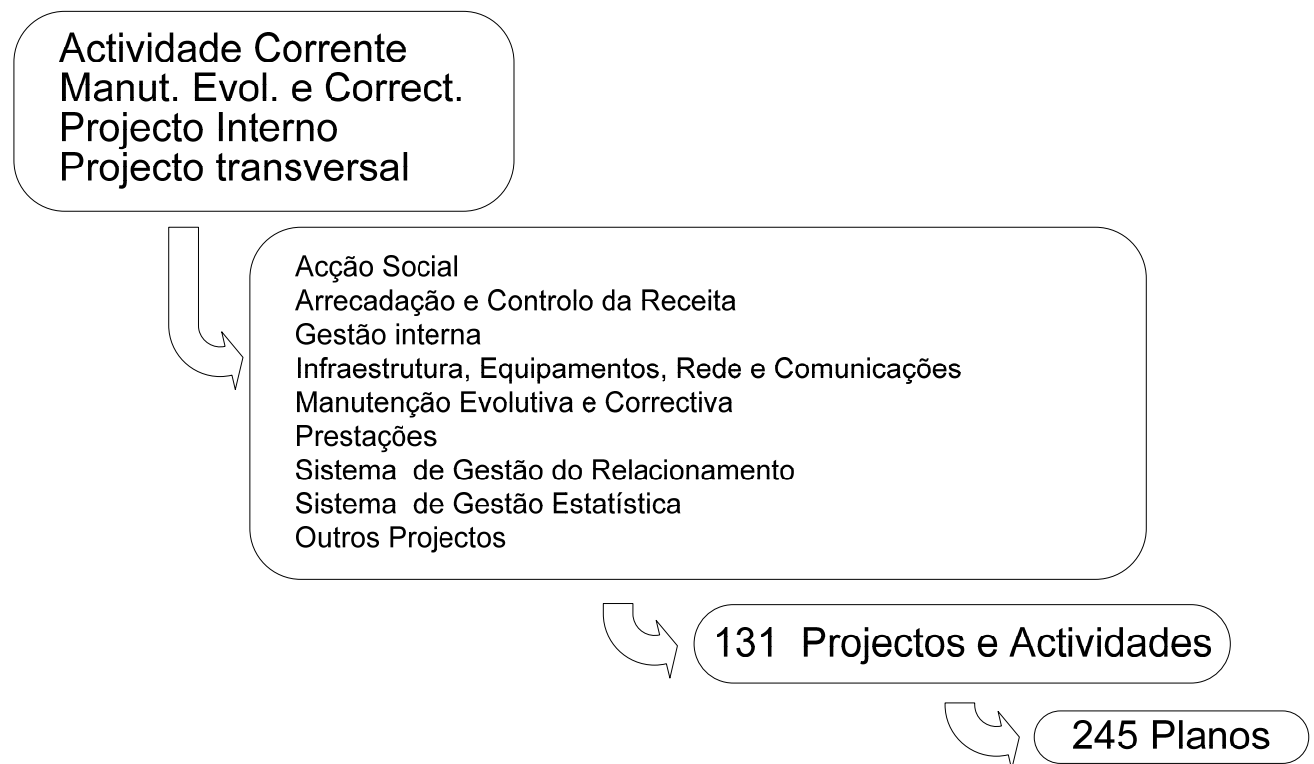 Actividade Corrente
Manut. Evol. e Correct.
Projecto Interno
Projecto transversal
Acção Social
Arrecadação e Controlo da Receita
Gestão interna
Infraestrutura, Equipamentos, Rede e Comunicações
Manutenção Evolutiva e Correctiva
Prestações
Sistema  de Gestão do Relacionamento
Sistema  de Gestão Estatística
Outros Projectos
131  Projectos e Actividades
245 Planos